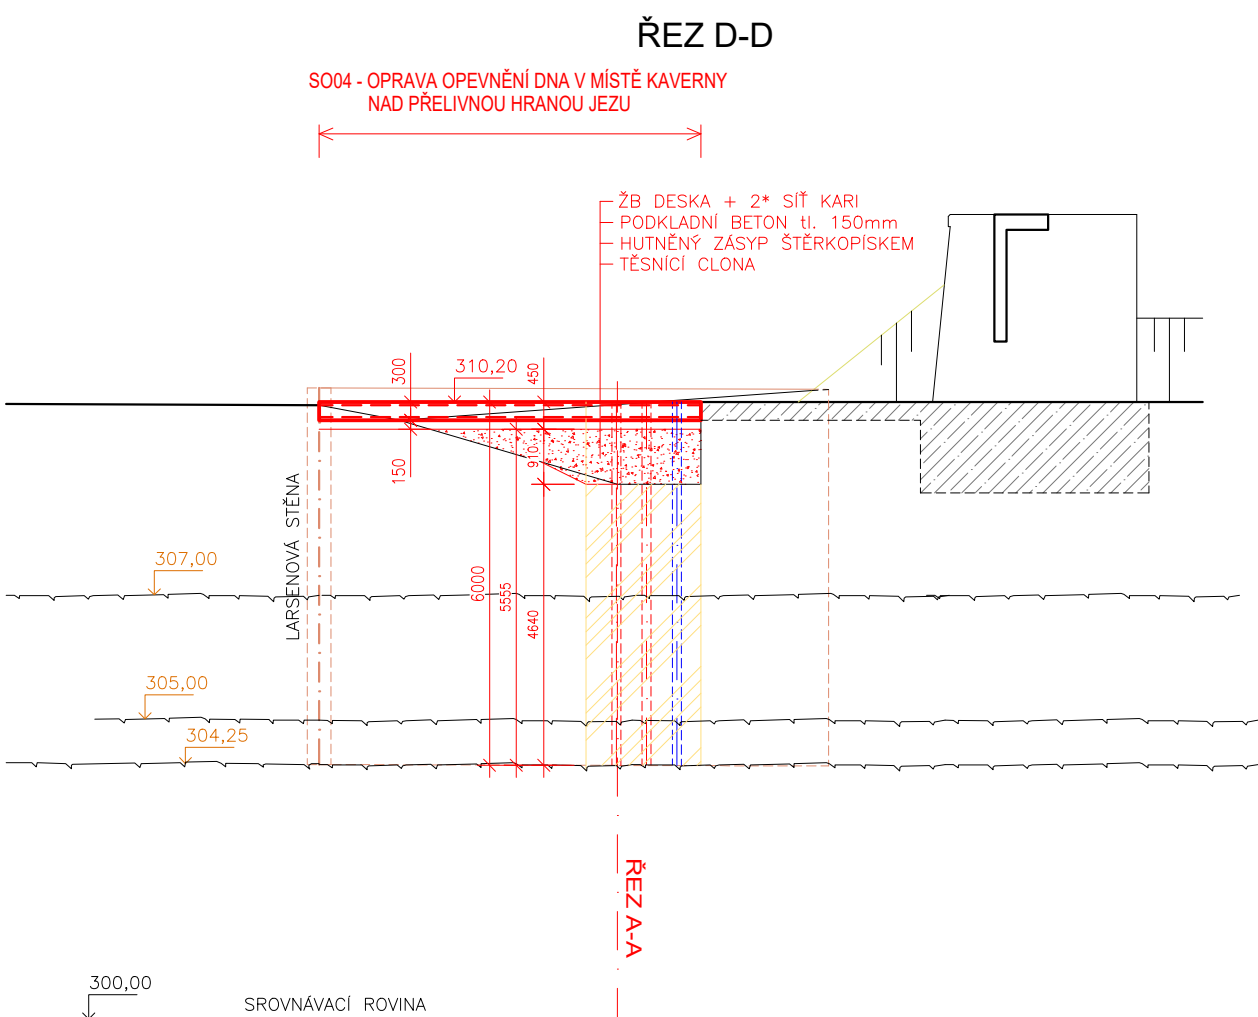 ŘEZ D-D
SO04 - OPRAVA OPEVNĚNÍ DNA V MÍSTĚ KAVERNY
NAD PŘELIVNOU HRANOU JEZU
ŽB DESKA + 2* SÍŤ KARI
PODKLADNÍ BETON tl. 150mm
HUTNĚNÝ ZÁSYP ŠTĚRKOPÍSKEM
TĚSNÍCÍ CLONA
300
310,20
450
150
910
LARSENOVÁ STĚNA
307,00
6000
5555
4640
305,00
304,25
ŘEZ A-A
300,00
SROVNÁVACÍ ROVINA